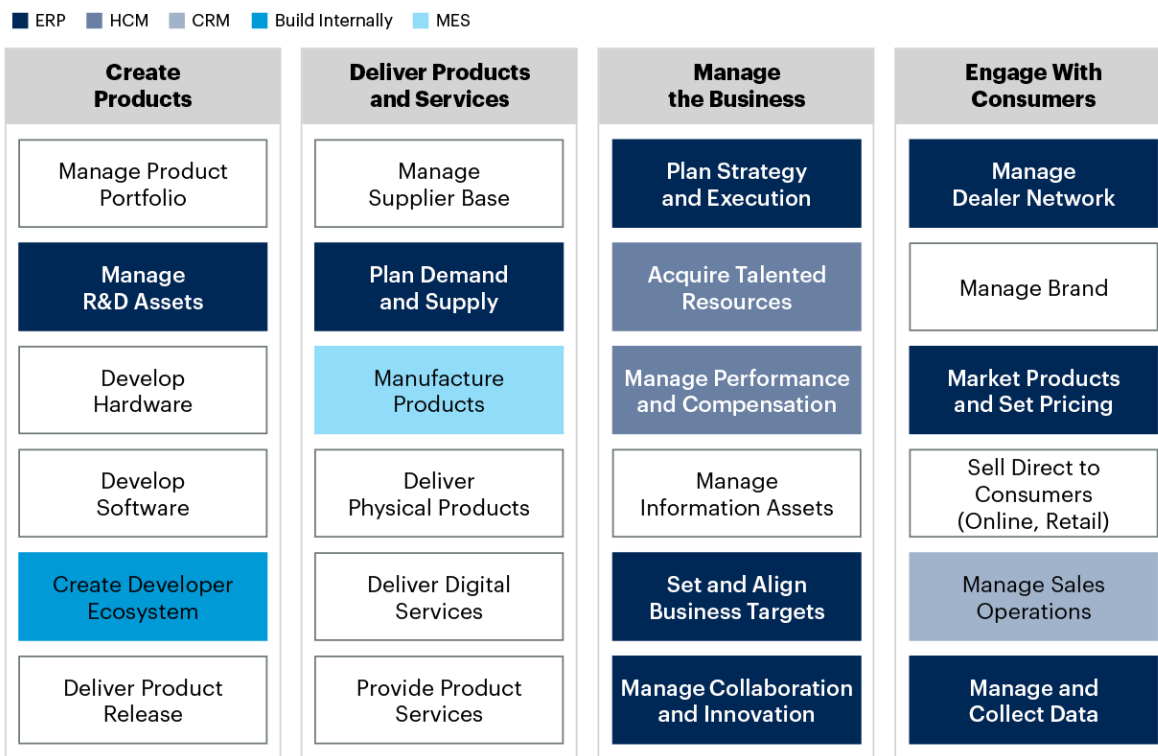 ERP HCM CRM Build Internally MES
Create
Products
Manage Product
Portfolio
Manage
R&D Assets
Develop
Hardware
Develop
Software
Create Developer
Ecosystem
Deliver Product
Release
Deliver Products
and Services
Manage
Supplier Base
Plan Demand
and Supply
Manufacture
Products
Deliver
Physical Products
Deliver Digital
Services
Provide Product
Services
Manage
the Business
Plan Strategy
and Execution
Acquire Talented
Resources
Manage Performance
and Compensation
Manage
Information Assets
Set and Align
Business Targets
Manage Collaboration
and Innovation
Engage With
Consumers
Manage
Dealer Network
Manage Brand
Market Products
and Set Pricing
Sell Direct to
Consumers
(Online, Retail)
Manage Sales
Operations
Manage and
Collect Data